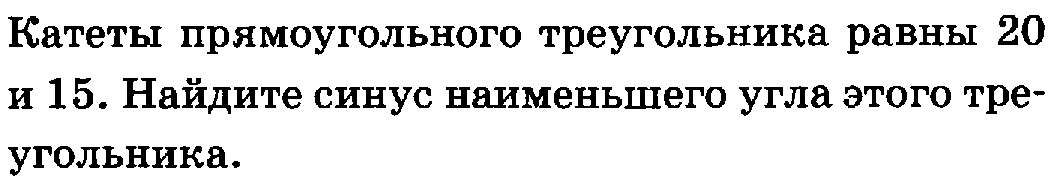 Катеты прямоугольного треугольника равны 20
и 15. Найдите синус наименьшего угла этого тре-
угольника.